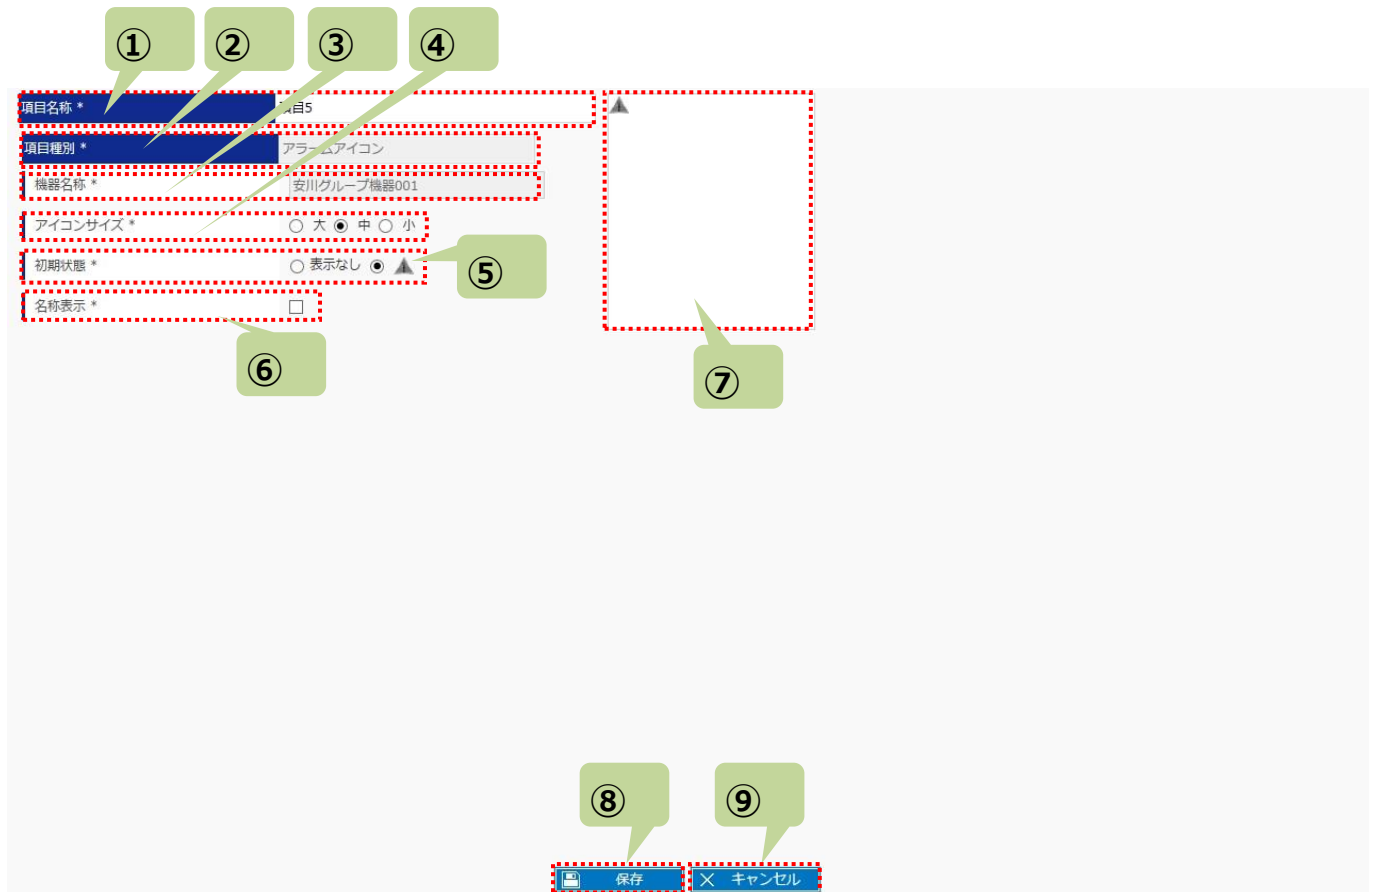 ① ② ③ ④
項目名称 * 項目5
項目種別 * アラームアイコン
機器名称 * 安川グループ機器001
アイコンサイズ * 大 中 小
初期状態 * 表示なし
⑤
名称表示 *
⑥
⑦
⑧ ⑨
保存 キャンセル